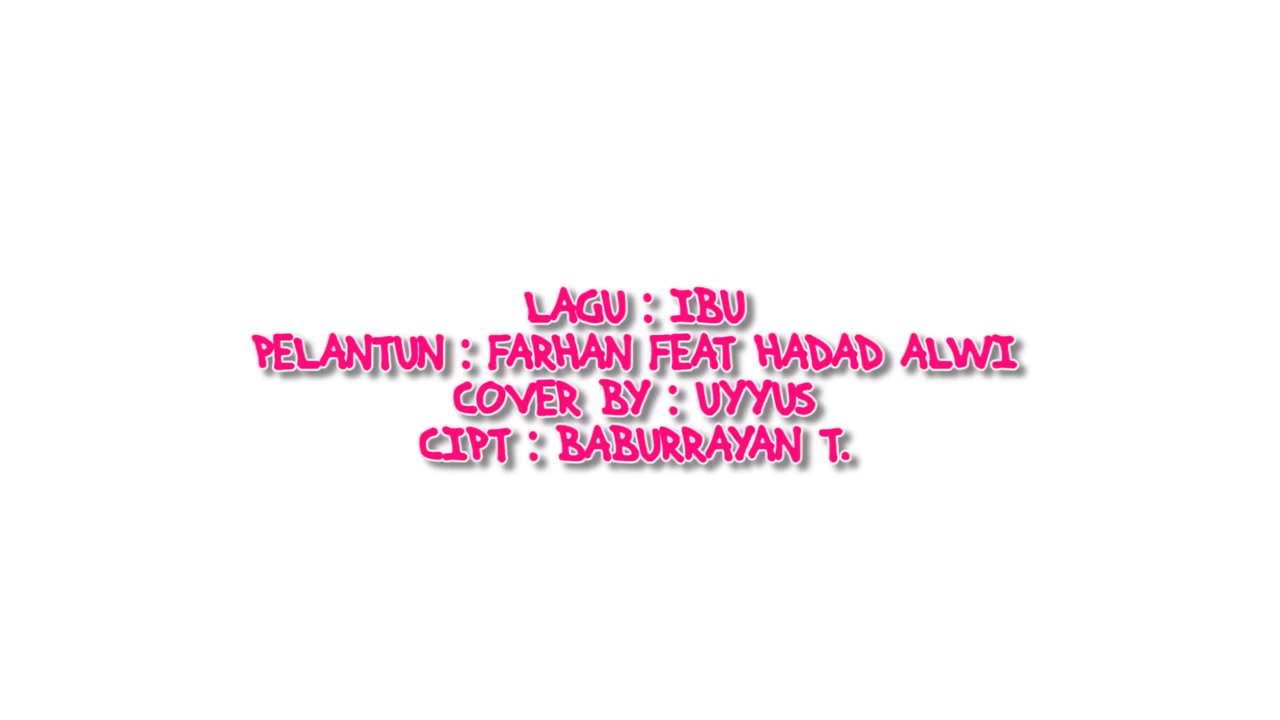 LAGU : IBU
PELANTUN : FARHAN FEAT HADAD ALWI
COVER BY : UYYUS
CIPT : BABURRAYAN T.